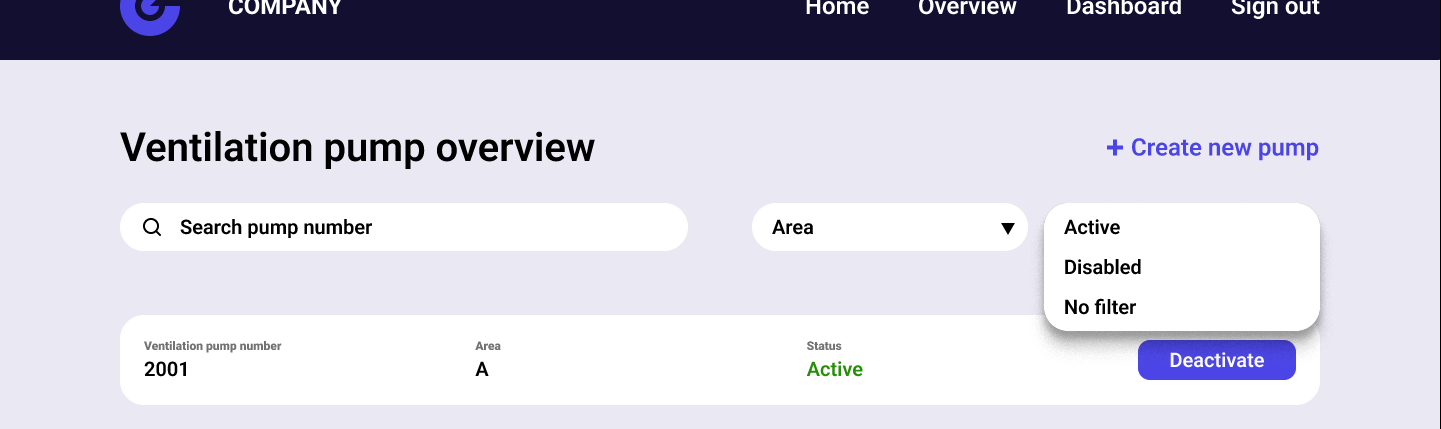 COMPANY
Home
Overview
Dashboard
Sign out
Ventilation pump overview
+ Create new pump
Search pump number
Area
Active
Disabled
No filter
Ventilation pump number
Area
Status
2001
A
Active
Deactivate